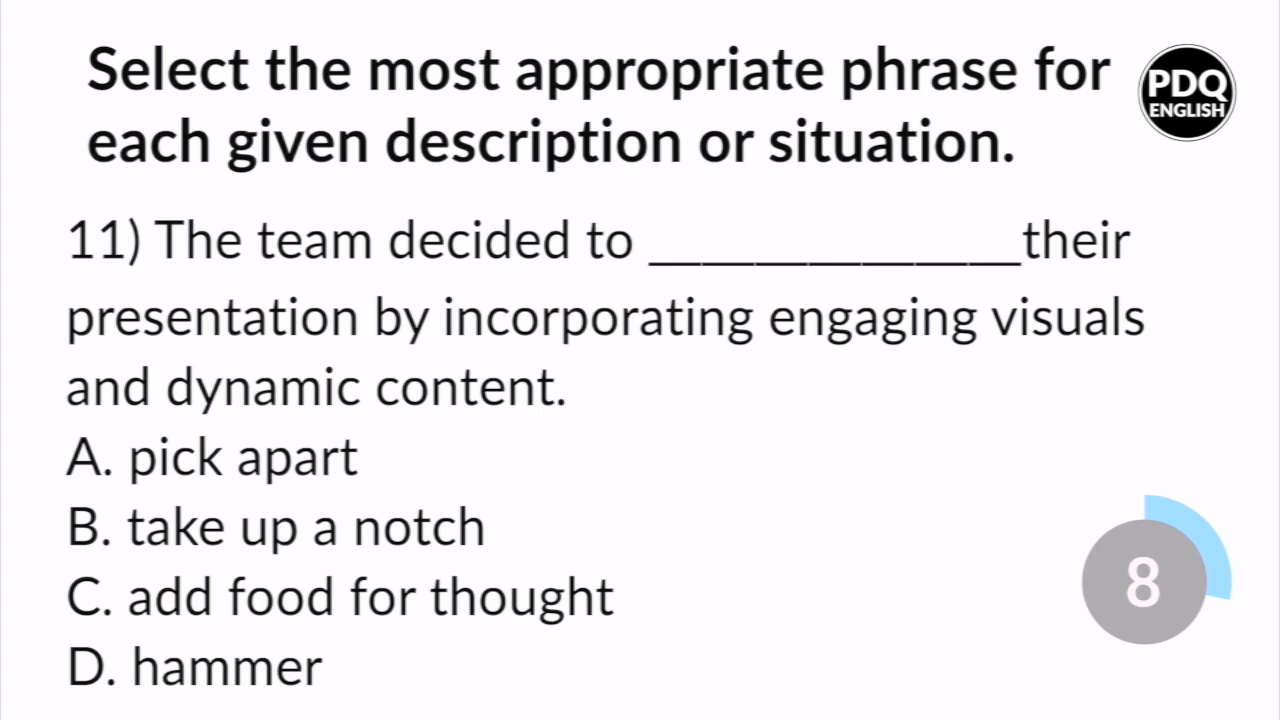 Select the most appropriate phrase for
each given description or situation.
PDQ
ENGLISH
11) The team decided to ______________their
presentation by incorporating engaging visuals
and dynamic content.
A. pick apart
B. take up a notch
C. add food for thought
D. hammer
8